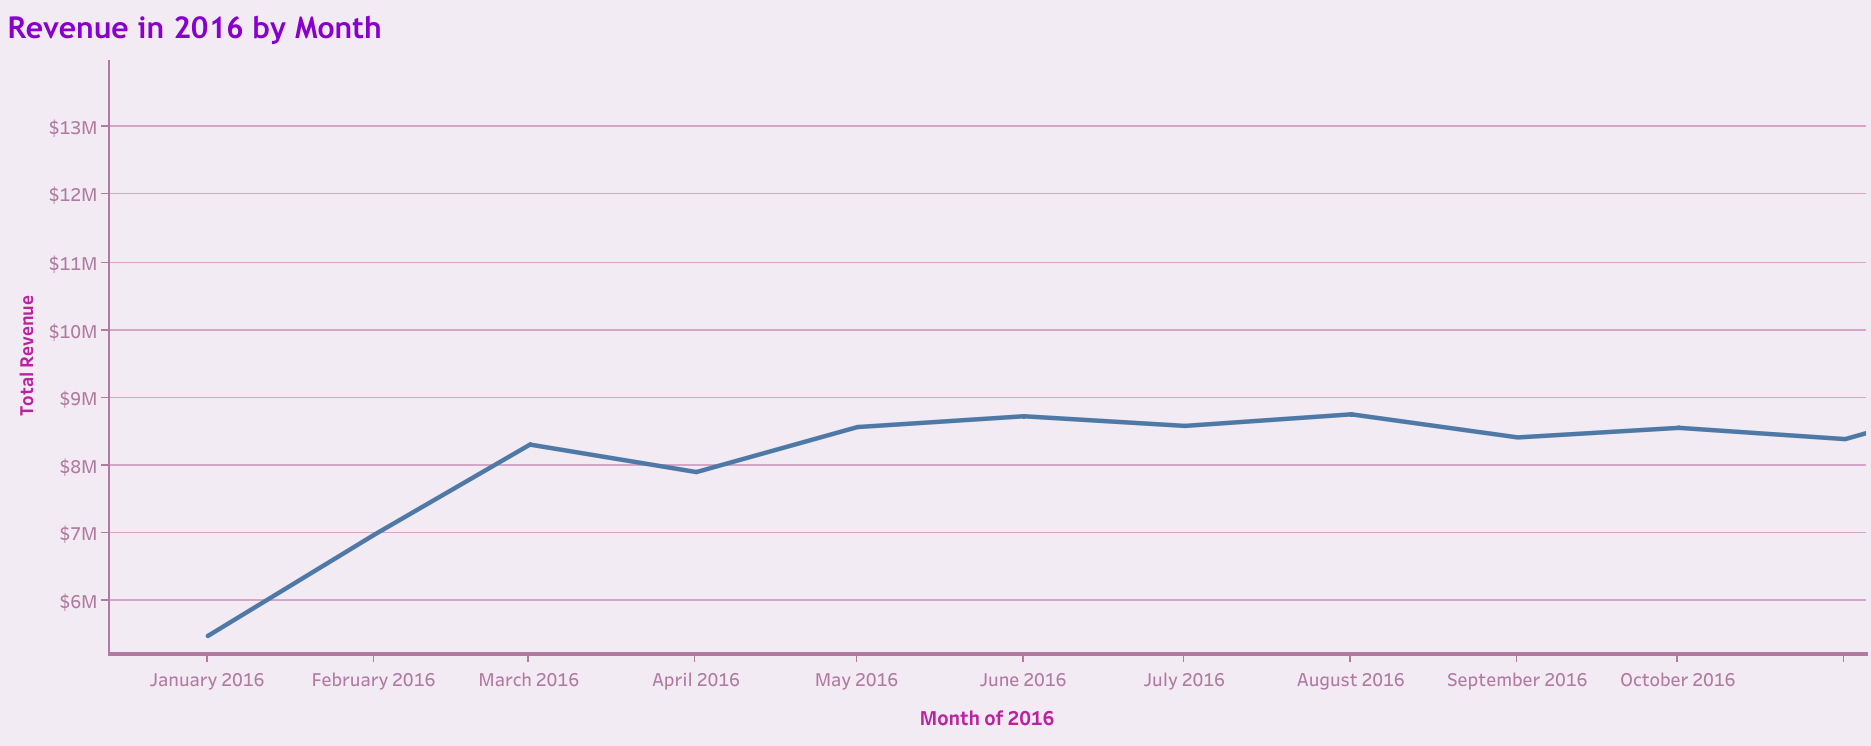 Revenue in 2016 by Month
Total Revenue
$13M
$12M
$11M
$10M
$9M
$8M
$7M
$6M
January 2016 February 2016 March 2016 April 2016 May 2016 June 2016 July 2016 August 2016 September 2016 October 2016
Month of 2016